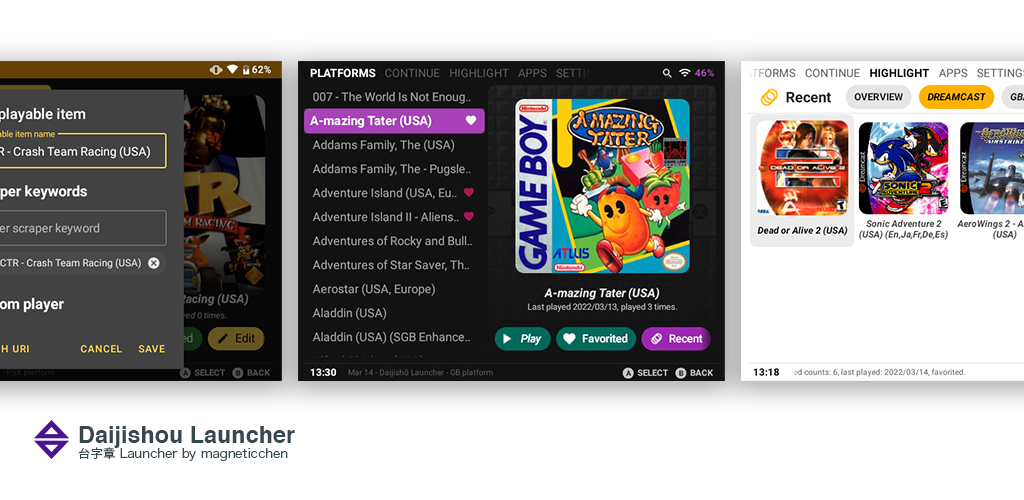 62%
playable item
able item name
R - Crash Team Racing (USA)
per keywords
er scraper keyword
CTR - Crash Team Racing (USA)
om player
H URI
CANCEL
SAVE
Racing (USA)
yed 0 times.
ed
Edit
- PSX platform
A SELECT
B BACK
PLATFORMS
CONTINUE
HIGHLIGHT
APPS
SETTI
46%
007 - The World Is Not Enoug..
A-mazing Tater (USA)
Addams Family, The (USA)
Addams Family, The - Pugsle..
Adventure Island (USA, Eu..
Adventure Island II - Aliens..
Adventures of Rocky and Bull..
Adventures of Star Saver, Th..
Aerostar (USA, Europe)
Aladdin (USA)
Aladdin (USA) (SGB Enhance..
Nintendo
GAME BOY
AMAZING
TATER
ATLUS
Nintendo
A-mazing Tater (USA)
Last played 2022/03/13, played 3 times.
Play
Favorited
Recent
13:30
Mar 14 - Daijishō Launcher - GB platform
A SELECT
B BACK
TFORMS
CONTINUE
HIGHLIGHT
APPS
SETTINGS
Recent
OVERVIEW
DREAMCAST
GB
DEAD OR ALIVE 2
SEGA
Dead or Alive 2 (USA)
Dreamcast
SONIC
ADVENTURE 2
Sonic Adventure 2
(USA) (En,Ja,Fr,De,Es)
Dreamcast
AEROWINGS 2
AIRSTRIKE
AeroWings 2 - A
(USA)
13:18
ed counts: 6, last played: 2022/03/14, favorited.
Daijishou Launcher
台字章 Launcher by magneticchen